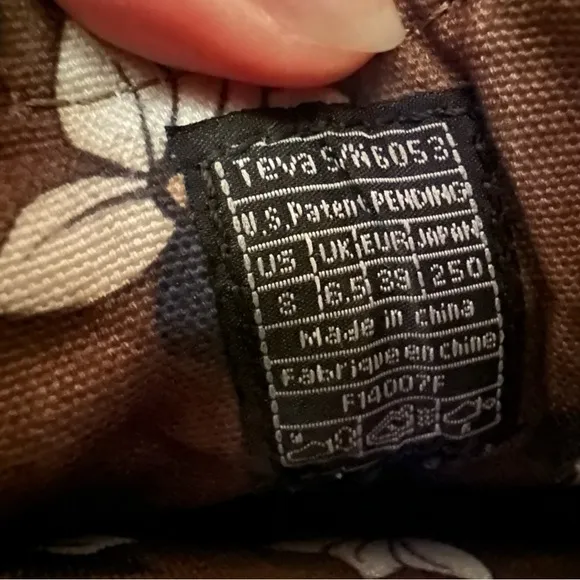 Teva S/N6053
U.S. Patent PENDING
US UK EUR JAPAN
8 6.5 39 250
Made in china
Fabrique en chine
F14007F